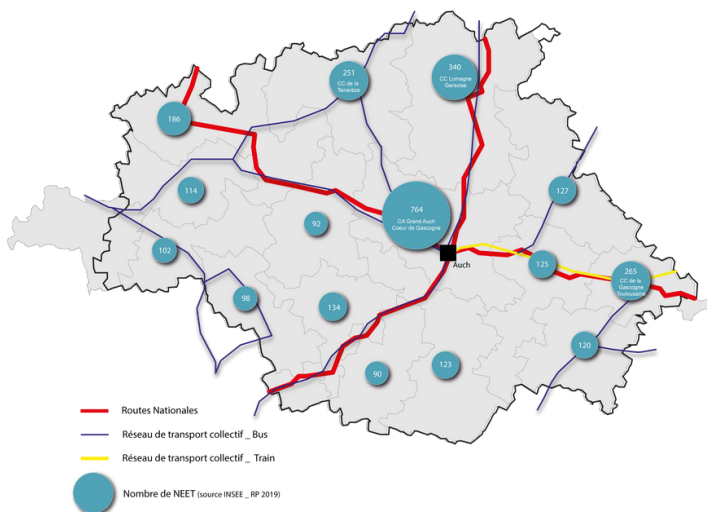 340
CC Lomagne
Gersoise
251
CC de la
Ténarèze
186
127
114
764
CA Grand Auch
Coeur de Gascogne
92
102
Auch
125
265
CC de la
Gascogne
Toulousaine
98
134
120
123
90
Routes Nationales
Réseau de transport collectif _ Bus
Réseau de transport collectif _ Train
Nombre de NEET (source INSEE _ RP 2019)